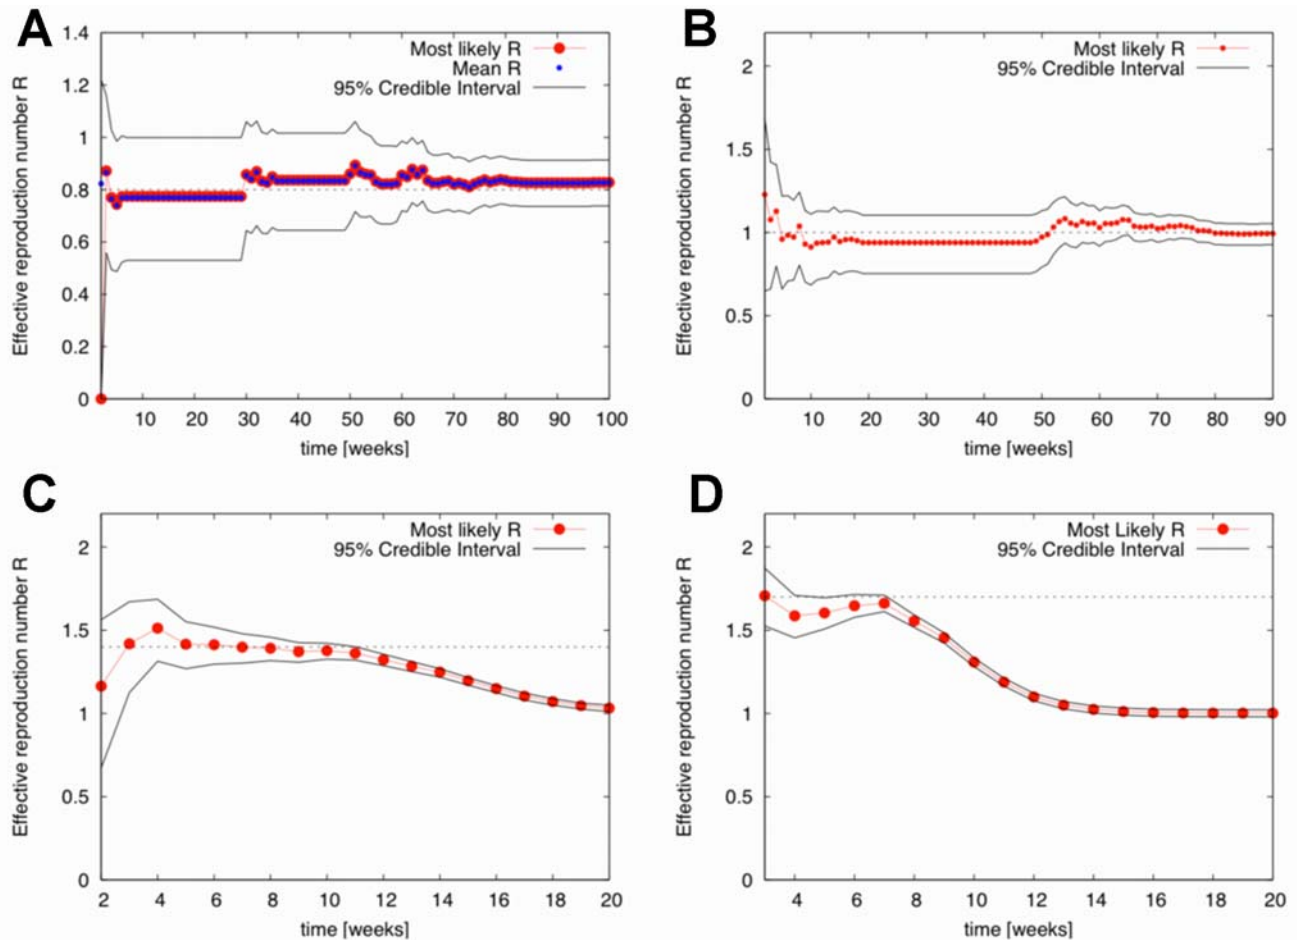 A
Most likely R
Mean R
95% Credible Interval
Effective reproduction number R
1.4
1.2
1
0.8
0.6
0.4
0.2
0
10 20 30 40 50 60 70 80 90 100
time [weeks]
B
Most likely R
95% Credible Interval
Effective reproduction number R
2
1.5
1
0.5
0
10 20 30 40 50 60 70 80 90
time [weeks]
C
Most likely R
95% Credible Interval
Effective reproduction number R
2
1.5
1
0.5
0
2 4 6 8 10 12 14 16 18 20
time [weeks]
D
Most Likely R
95% Credible Interval
Effective reproduction number R
2
1.5
1
0.5
0
4 6 8 10 12 14 16 18 20
time [weeks]